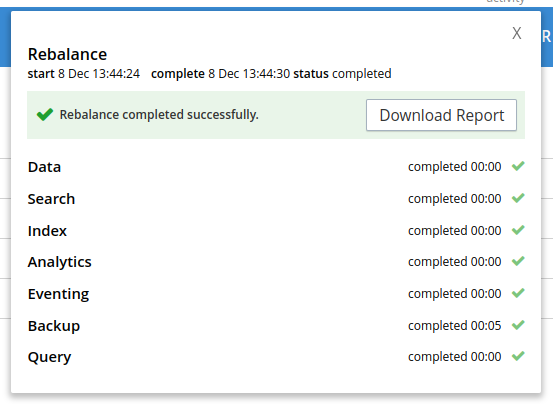 activity
X
R
Rebalance
start 8 Dec 13:44:24 complete 8 Dec 13:44:30 status completed
Rebalance completed successfully.
Download Report
Data completed 00:00
Search completed 00:00
Index completed 00:00
Analytics completed 00:00
Eventing completed 00:00
Backup completed 00:05
Query completed 00:00